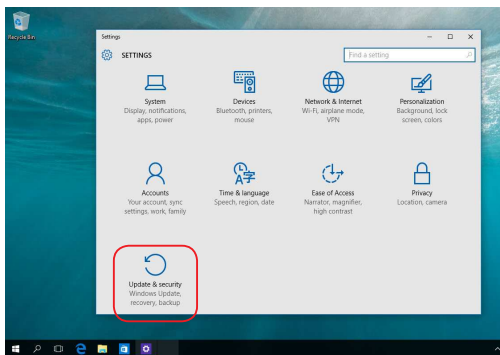 Recycle Bin
Settings
SETTINGS
Find a setting
System
Display, notifications,
apps, power
Devices
Bluetooth, printers,
mouse
Network & Internet
Wi-Fi, airplane mode,
VPN
Personalization
Background, lock
screen, colors
Accounts
Your account, sync
settings, work, family
Time & language
Speech, region, date
Ease of Access
Narrator, magnifier,
high contrast
Privacy
Location, camera
Update & security
Windows Update,
recovery, backup